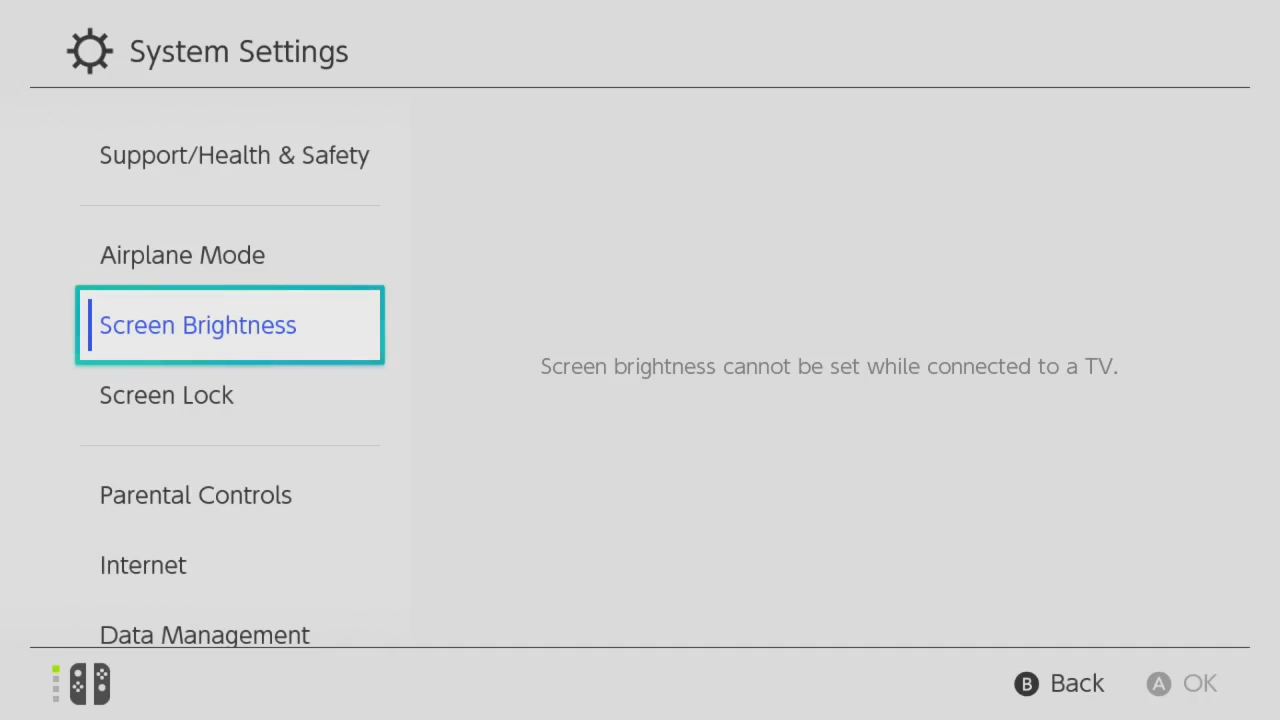 System Settings
Support/Health & Safety
Airplane Mode
Screen Brightness
Screen Lock
Parental Controls
Internet
Data Management
Screen brightness cannot be set while connected to a TV.
B Back
A OK